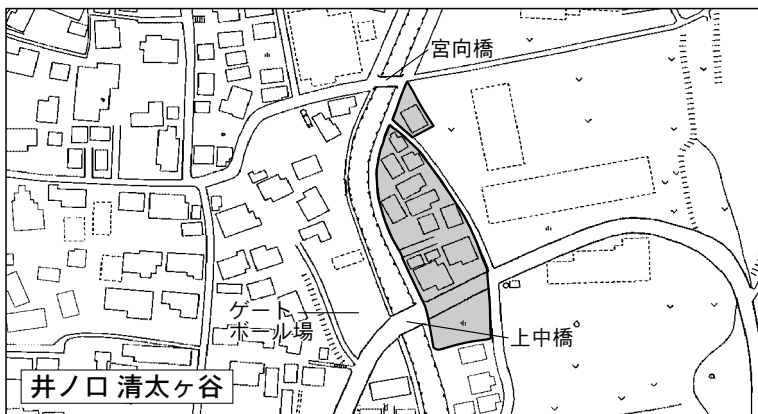 宮向橋
ゲート
ボール場
上中橋
井ノ口 清太ヶ谷